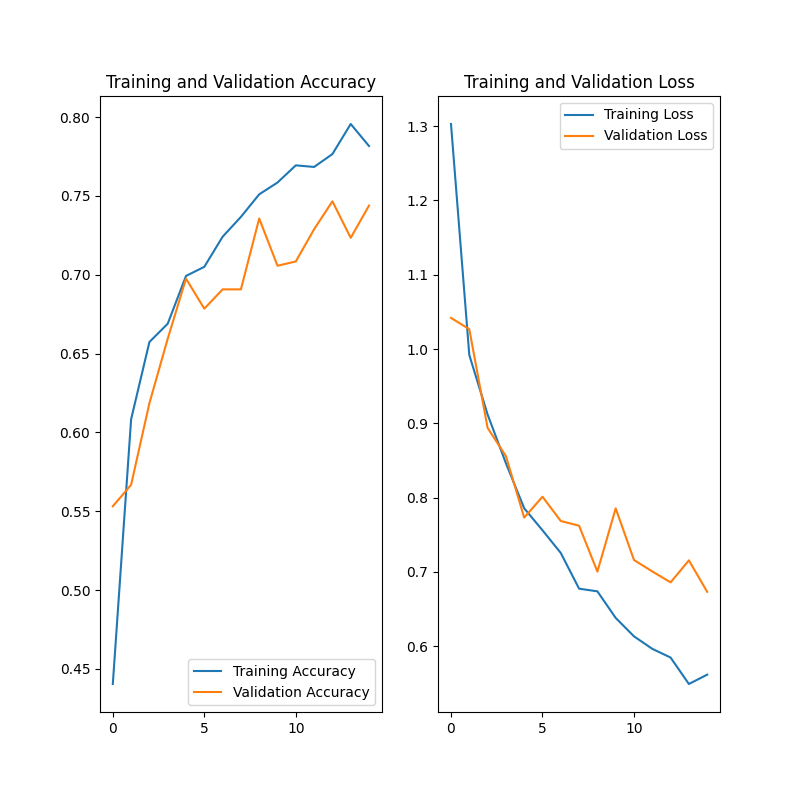 Training and Validation Accuracy
0.80
0.75
0.70
0.65
0.60
0.55
0.50
0.45
Training Accuracy
Validation Accuracy
0 5 10
Training and Validation Loss
Training Loss
Validation Loss
1.3
1.2
1.1
1.0
0.9
0.8
0.7
0.6
0 5 10